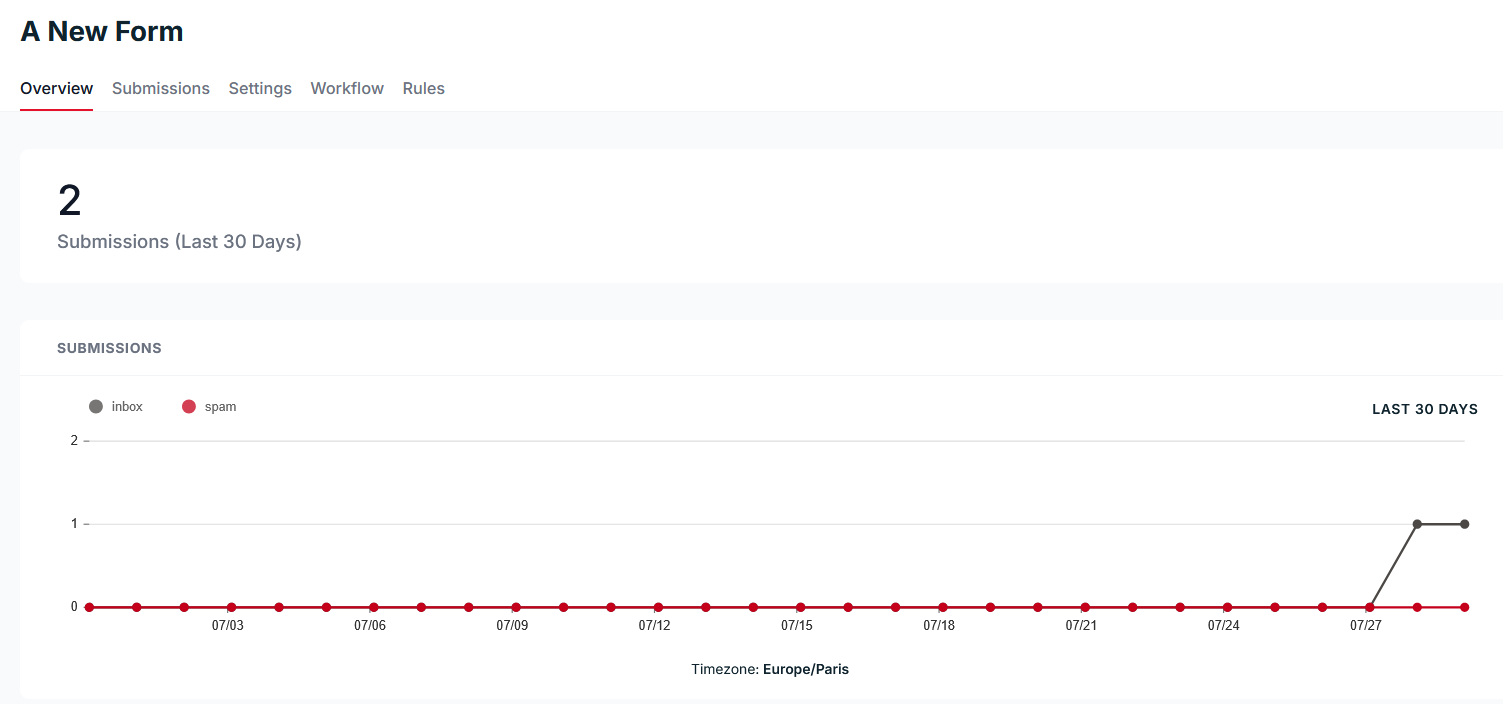 A New Form
Overview Submissions Settings Workflow Rules
2
Submissions (Last 30 Days)
SUBMISSIONS
inbox spam
LAST 30 DAYS
2
1
0
07/03 07/06 07/09 07/12 07/15 07/18 07/21 07/24 07/27
Timezone: Europe/Paris